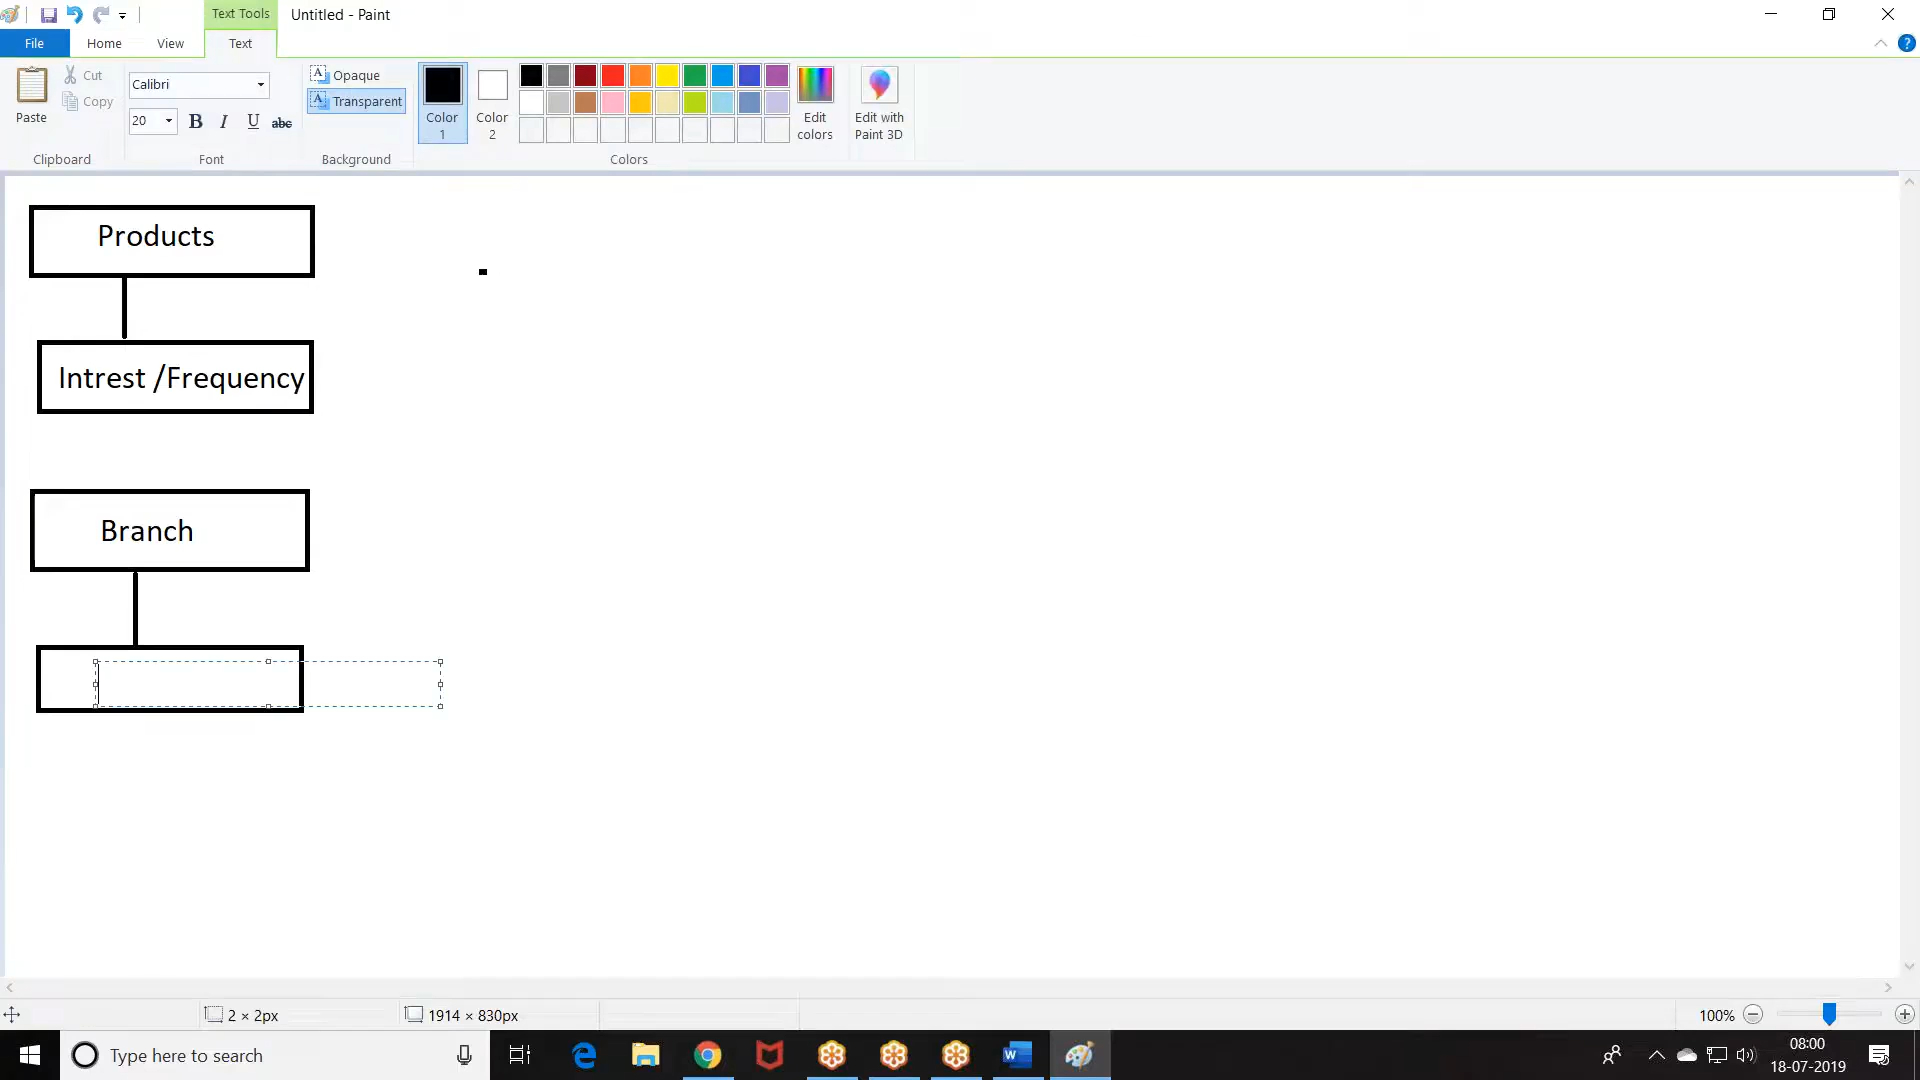 Text Tools
Untitled - Paint
File
Home
View
Text
?
Paste
Cut
Copy
Clipboard
Calibri
20
B I U abc
Font
A Opaque
A Transparent
Background
Color
1
Color
2
Colors
Edit
colors
Edit with
Paint 3D
Products
Intrest /Frequency
Branch
2 × 2px
1914 × 830px
100%
Type here to search
W
08:00
18-07-2019